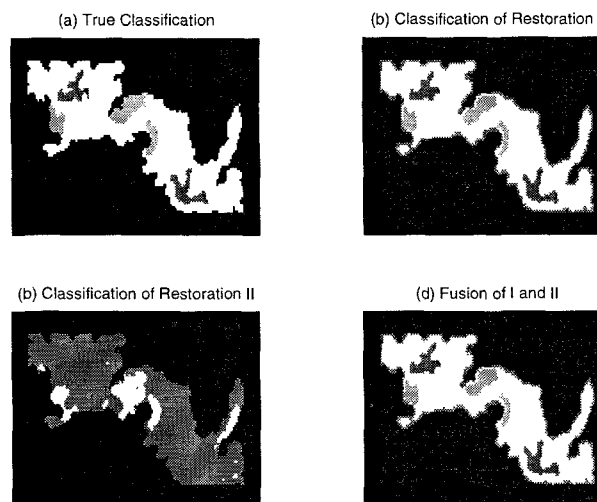 (a) True Classification
(b) Classification of Restoration
(b) Classification of Restoration II
(d) Fusion of I and II